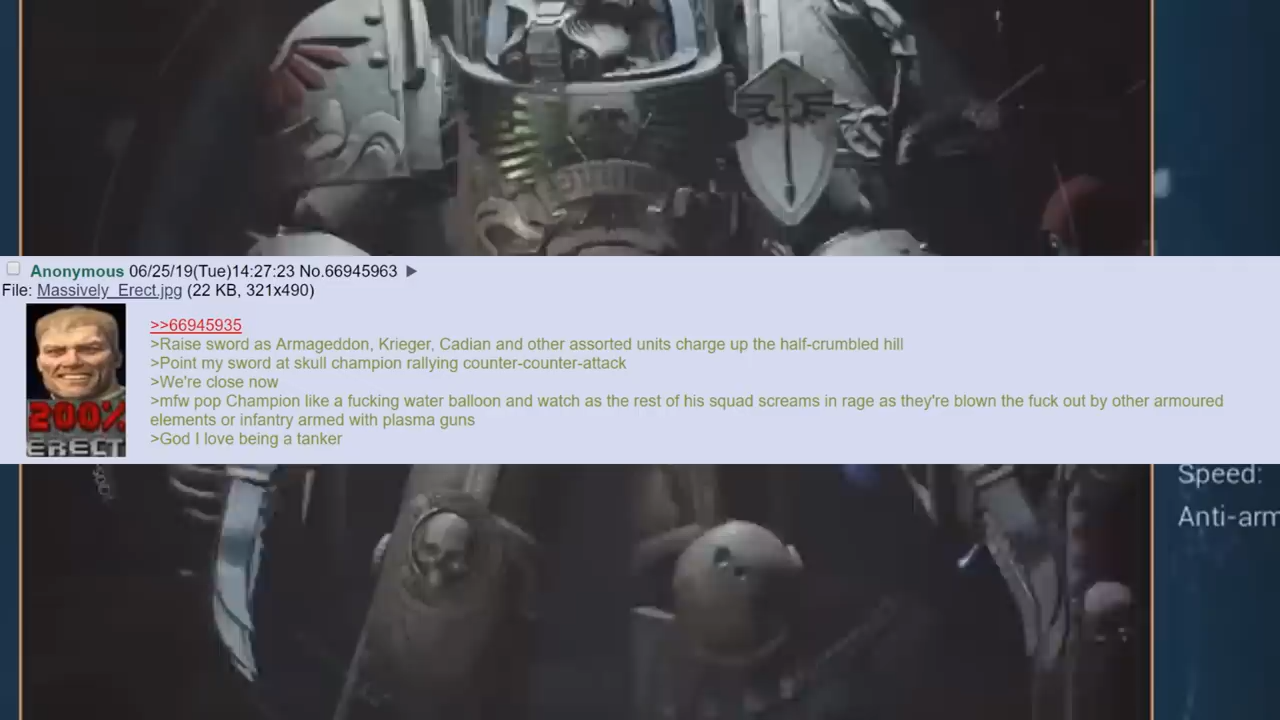 Anonymous 06/25/19(Tue)14:27:23 No.66945963 ▶
File: Massively_Erect.jpg (22 KB, 321x490)
>>66945935
>Raise sword as Armageddon, Krieger, Cadian and other assorted units charge up the half-crumbled hill
>Point my sword at skull champion rallying counter-counter-attack
>We're close now
>mfw pop Champion like a fucking water balloon and watch as the rest of his squad screams in rage as they're blown the fuck out by other armoured
elements or infantry armed with plasma guns
>God I love being a tanker
200%
ERECT
Speed:
Anti-arm